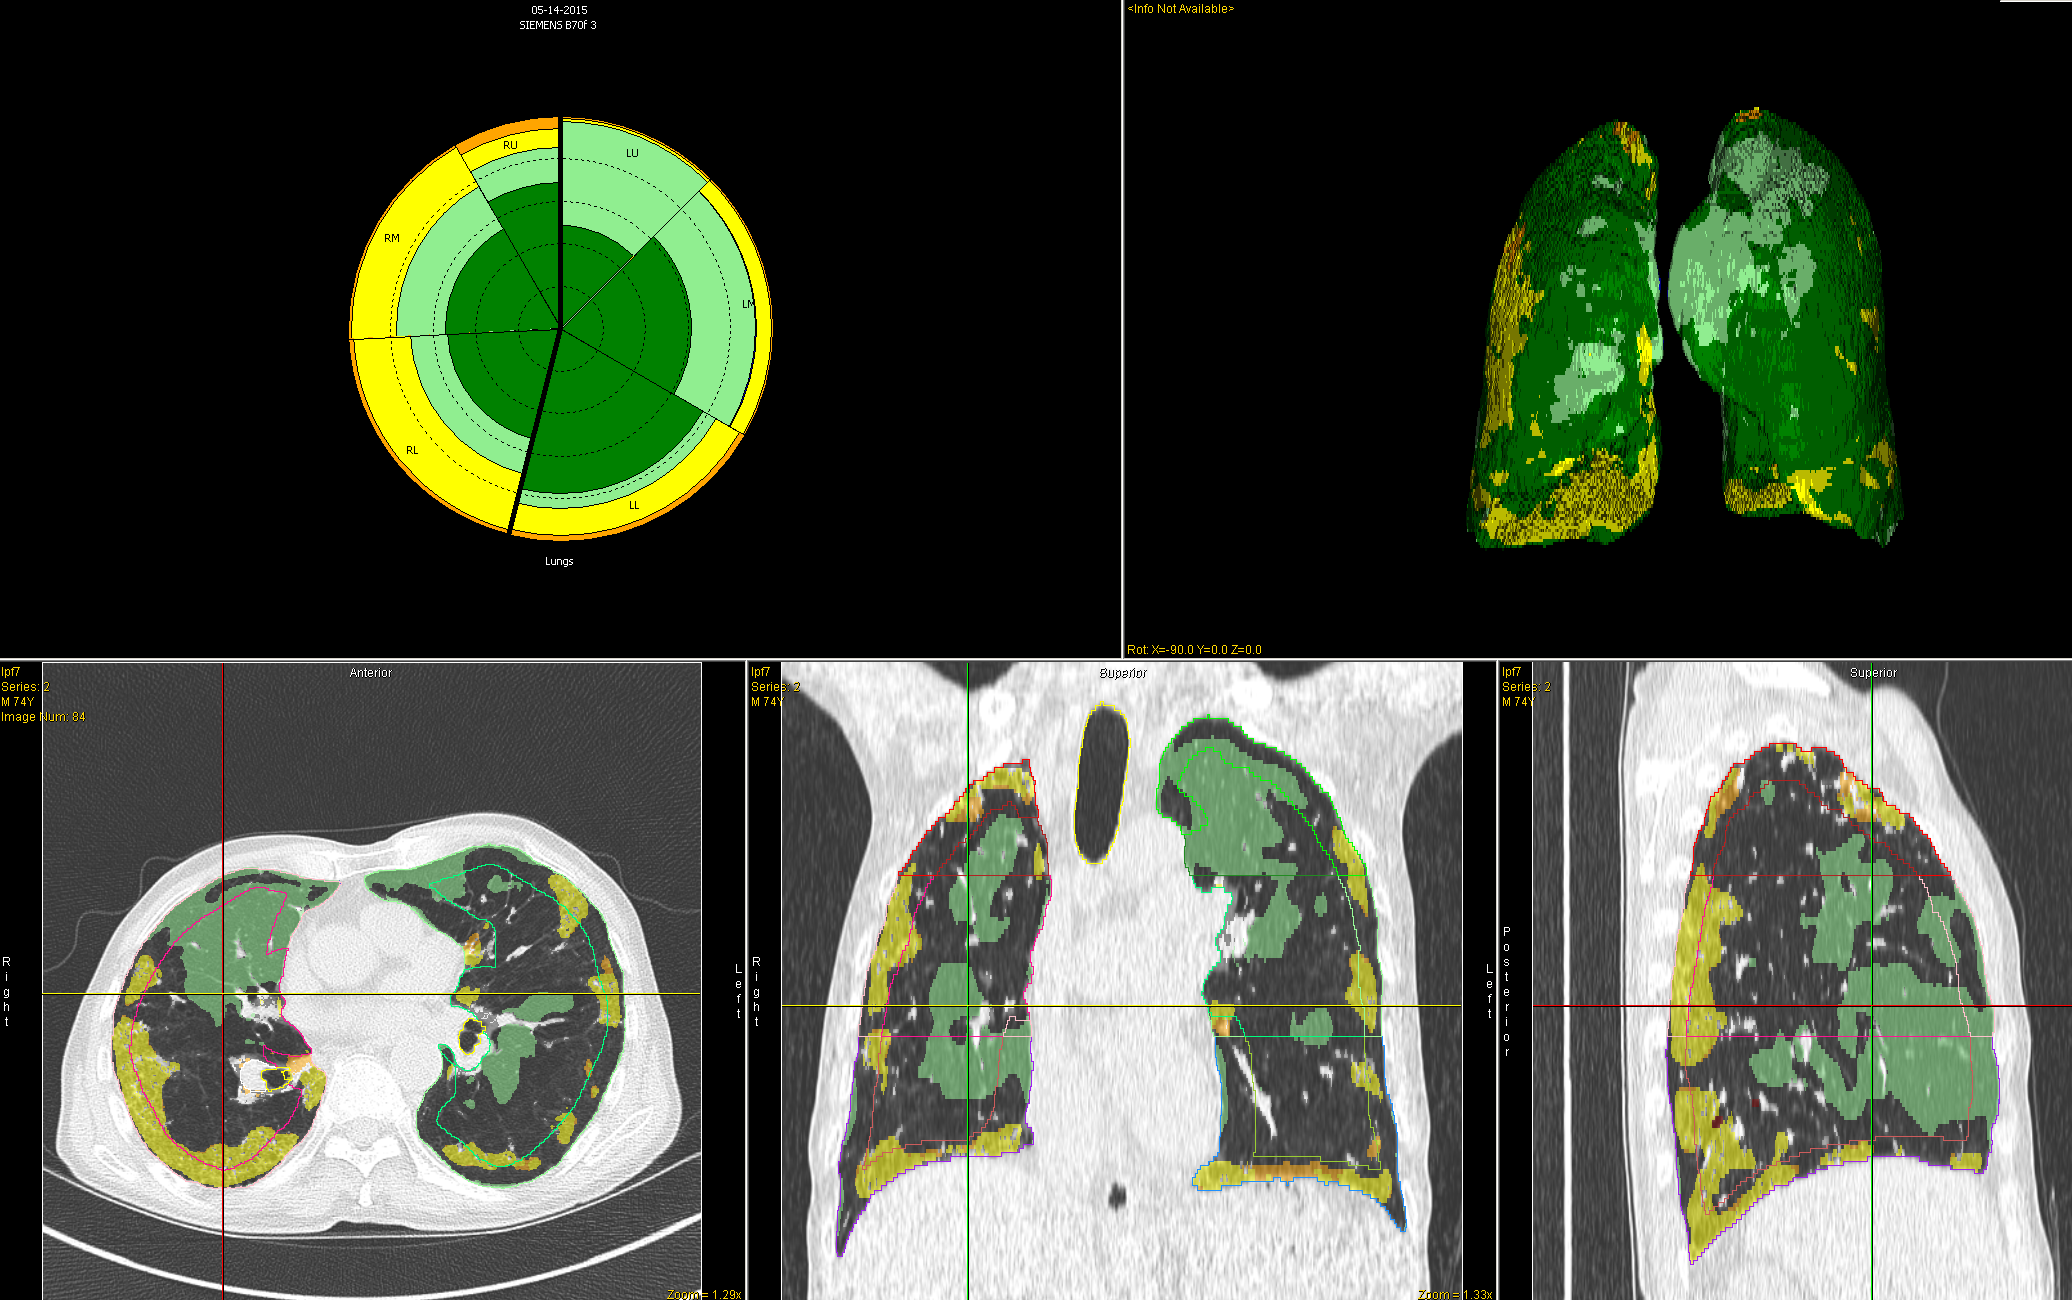 05-14-2015
SIEMENS B70f 3
RU
LU
RM
LM
RL
LL
Lungs
<Info Not Available>
Rot: X=-90.0 Y=0.0 Z=0.0
Ipf7
Series: 2
M 74Y
Image Num: 84
Anterior
Right
Left
Zoom = 1.29x
Ipf7
Series: 2
M 74Y
Superior
Right
Left
Zoom = 1.33x
Ipf7
Series: 2
M 74Y
Superior
Posterior